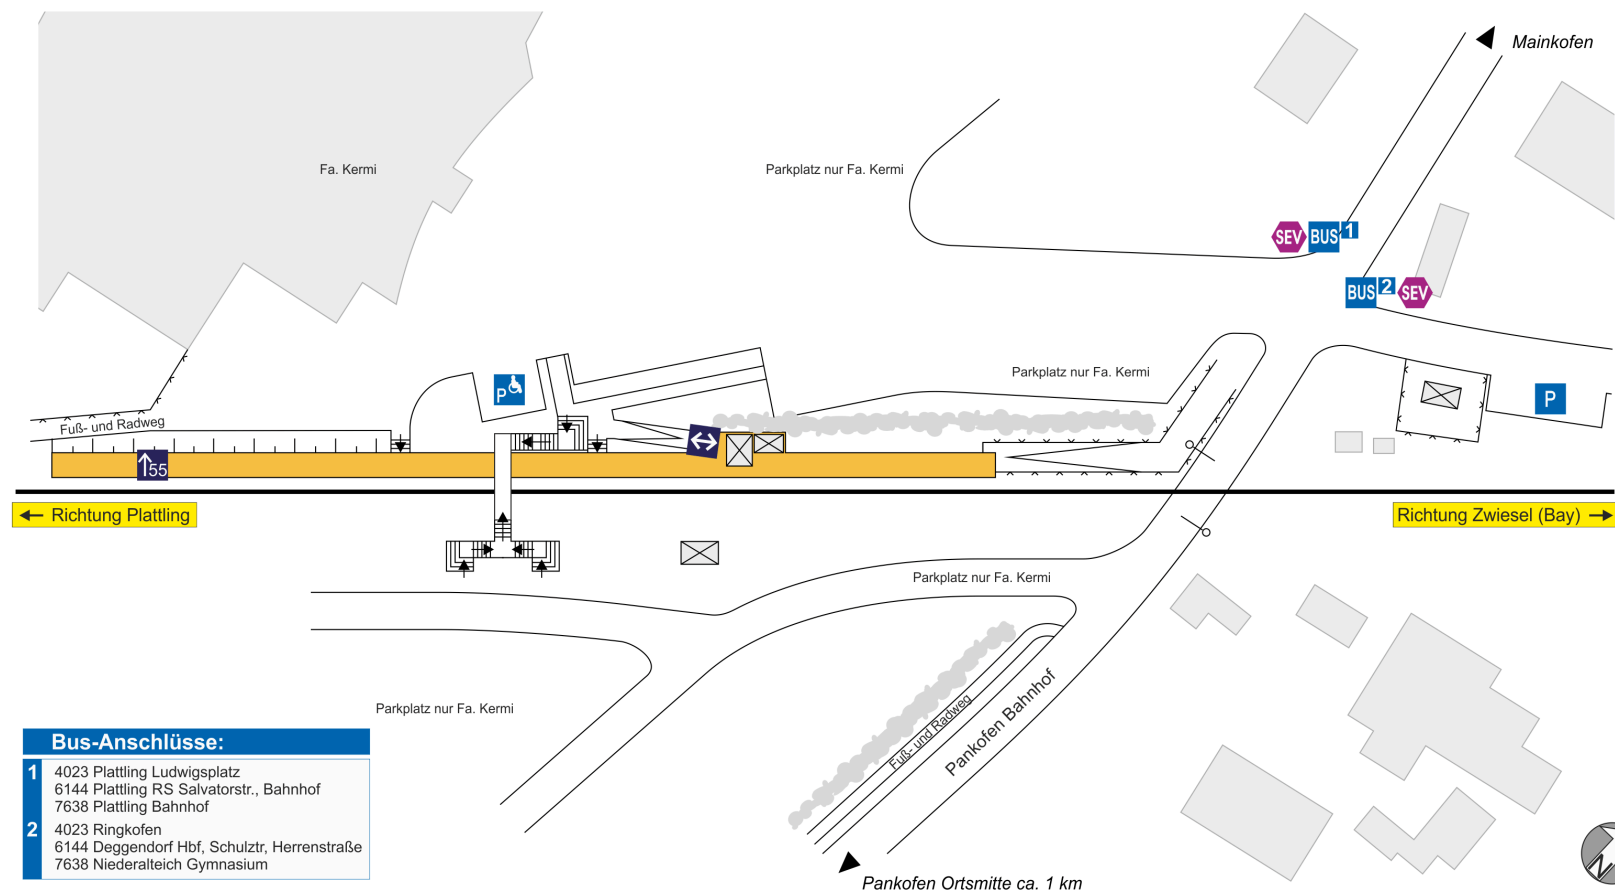 Mainkofen
Fa. Kermi
Parkplatz nur Fa. Kermi
SEV BUS 1
BUS 2 SEV
Parkplatz nur Fa. Kermi
P
P
Fuß- und Radweg
55
Richtung Plattling
Richtung Zwiesel (Bay)
Parkplatz nur Fa. Kermi
Parkplatz nur Fa. Kermi
Fuß- und Radweg
Pankofen Bahnhof
Bus-Anschlüsse:
1 4023 Plattling Ludwigsplatz
6144 Plattling RS Salvatorstr., Bahnhof
7638 Plattling Bahnhof
2 4023 Ringkofen
6144 Deggendorf Hbf, Schulztr, Herrenstraße
7638 Niederalteich Gymnasium
Pankofen Ortsmitte ca. 1 km
N